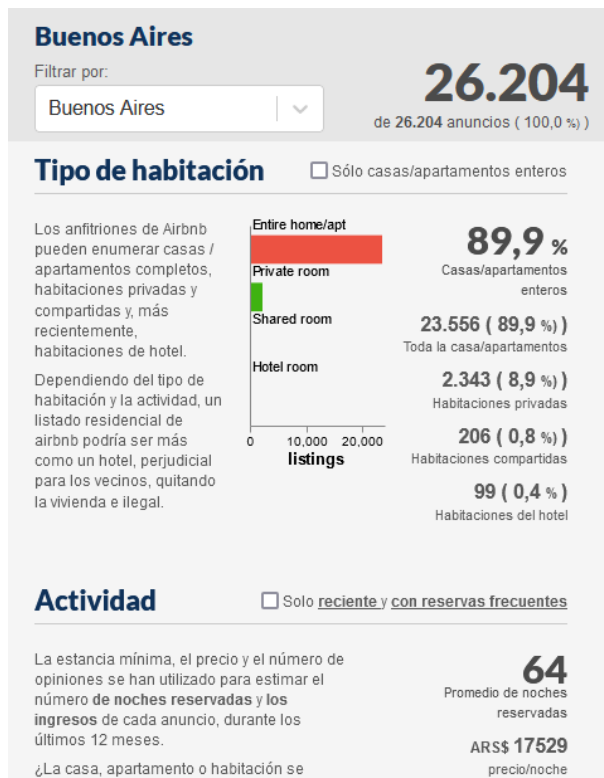 Buenos Aires
Filtrar por:
Buenos Aires
26.204
de 26.204 anuncios ( 100,0 %) )
Tipo de habitación
Sólo casas/apartamentos enteros
Los anfitriones de Airbnb
pueden enumerar casas /
apartamentos completos,
habitaciones privadas y
compartidas y, más
recientemente,
habitaciones de hotel.
Dependiendo del tipo de
habitación y la actividad, un
listado residencial de
airbnb podría ser más
como un hotel, perjudicial
para los vecinos, quitando
la vivienda e ilegal.
Entire home/apt
Private room
Shared room
Hotel room
0 10,000 20,000
listings
89,9 %
Casas/apartamentos
enteros
23.556 ( 89,9 %) )
Toda la casa/apartamentos
2.343 ( 8,9 %) )
Habitaciones privadas
206 ( 0,8 %) )
Habitaciones compartidas
99 ( 0,4 % )
Habitaciones del hotel
Actividad
Solo reciente y con reservas frecuentes
La estancia mínima, el precio y el número de
opiniones se han utilizado para estimar el
número de noches reservadas y los
ingresos de cada anuncio, durante los
últimos 12 meses.
¿La casa, apartamento o habitación se
64
Promedio de noches
reservadas
ARS$ 17529
precio/noche